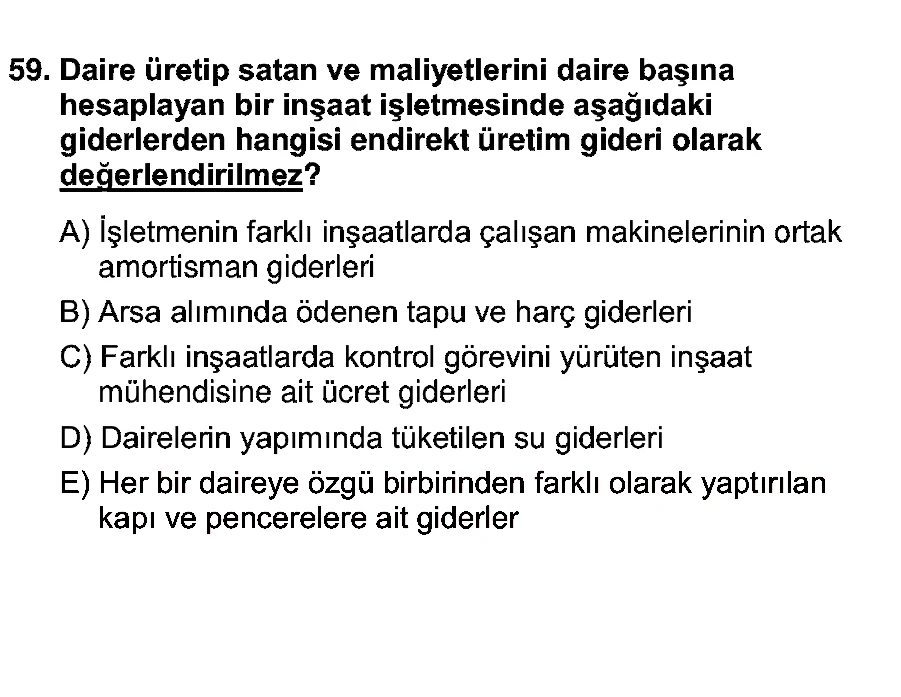 59. Daire üretip satan ve maliyetlerini daire başına
hesaplayan bir inşaat işletmesinde aşağıdaki
giderlerden hangisi endirekt üretim gideri olarak
değerlendirilmez?
A) İşletmenin farklı inşaatlarda çalışan makinelerinin ortak
amortisman giderleri
B) Arsa alımında ödenen tapu ve harç giderleri
C) Farklı inşaatlarda kontrol görevini yürüten inşaat
mühendisine ait ücret giderleri
D) Dairelerin yapımında tüketilen su giderleri
E) Her bir daireye özgü birbirinden farklı olarak yaptırılan
kapı ve pencerelere ait giderler